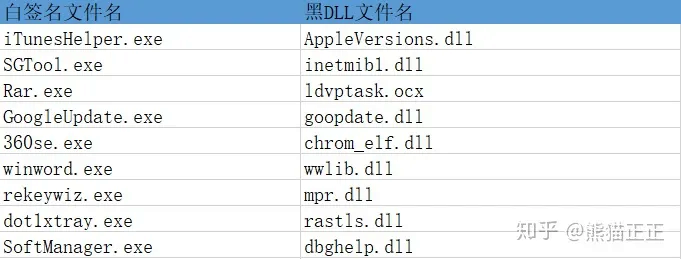 白签名文件名 黑DLL文件名
iTunesHelper.exe AppleVersions.dll
SGTool.exe inetmibl.dll
Rar.exe ldvptask.ocx
GoogleUpdate.exe goopdate.dll
360se.exe chrom_elf.dll
winword.exe wwlib.dll
rekeywiz.exe mpr.dll
dotlxtray.exe rastls.dll
SoftManager.exe dbghelp.dll
知乎 @熊猫正正